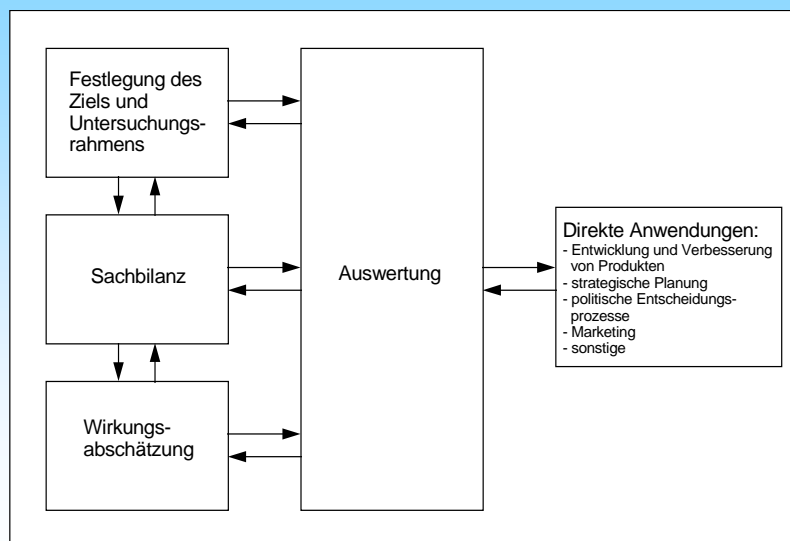 Festlegung des
Ziels und
Untersuchungs-
rahmens
Sachbilanz
Wirkungs-
abschätzung
Auswertung
Direkte Anwendungen:
- Entwicklung und Verbesserung
von Produkten
- strategische Planung
- politische Entscheidungs-
prozesse
- Marketing
- sonstige